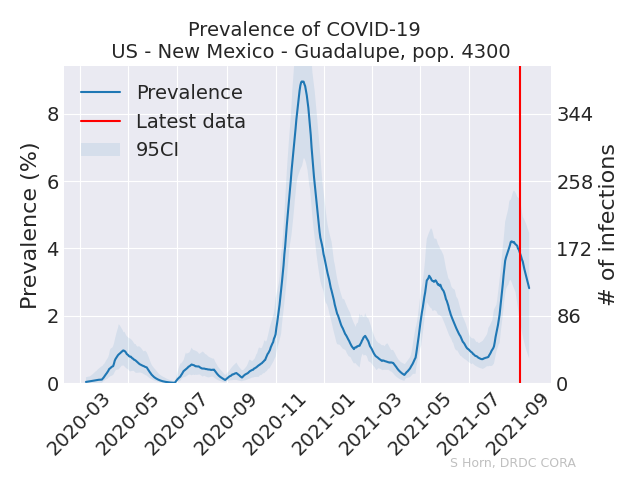 Prevalence of COVID-19
US - New Mexico - Guadalupe, pop. 4300
Prevalence
Latest data
95CI
Prevalence (%)
8
6
4
2
0
344
258
172
86
0
# of infections
2020-03
2020-05
2020-07
2020-09
2020-11
2021-01
2021-03
2021-05
2021-07
2021-09
S Horn, DRDC CORA